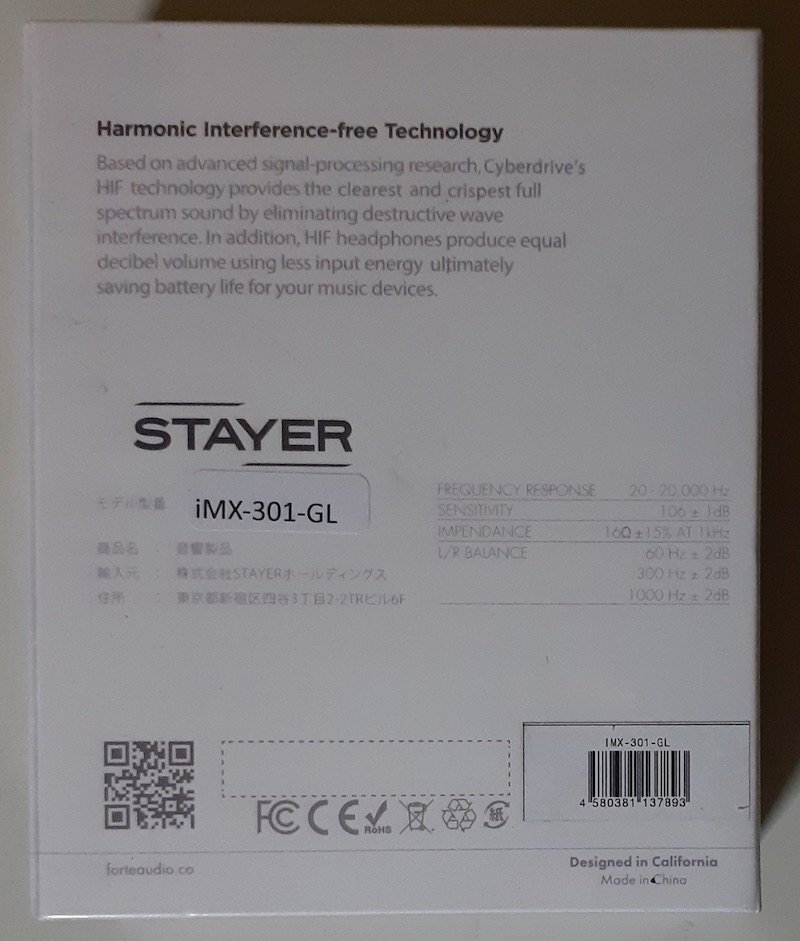 Harmonic Interference-free Technology
Based on advanced signal-processing research, Cyberdrive's
HIF technology provides the clearest and crispest full
spectrum sound by eliminating destructive wave
interference. In addition, HIF headphones produce equal
decibel volume using less input energy ultimately
saving battery life for your music devices.
STAYER
モデル型番 iMX-301-GL
商品名 : 音響製品
輸入元 : 株式会社STAYERホールディングス
住所 : 東京都新宿区四谷3丁目2-2TRビル6F
FREQUENCY RESPONSE 20 - 20,000 Hz
SENSITIVITY 106 ± 1dB
IMPENDANCE 16Ω ±15% AT 1kHz
L/R BALANCE 60 Hz ± 2dB
300 Hz ± 2dB
1000 Hz ± 2dB
IMX-301-GL
4 580381 137893
FC CE RoHS 紙
forteaudio.co
Designed in California
Made in China